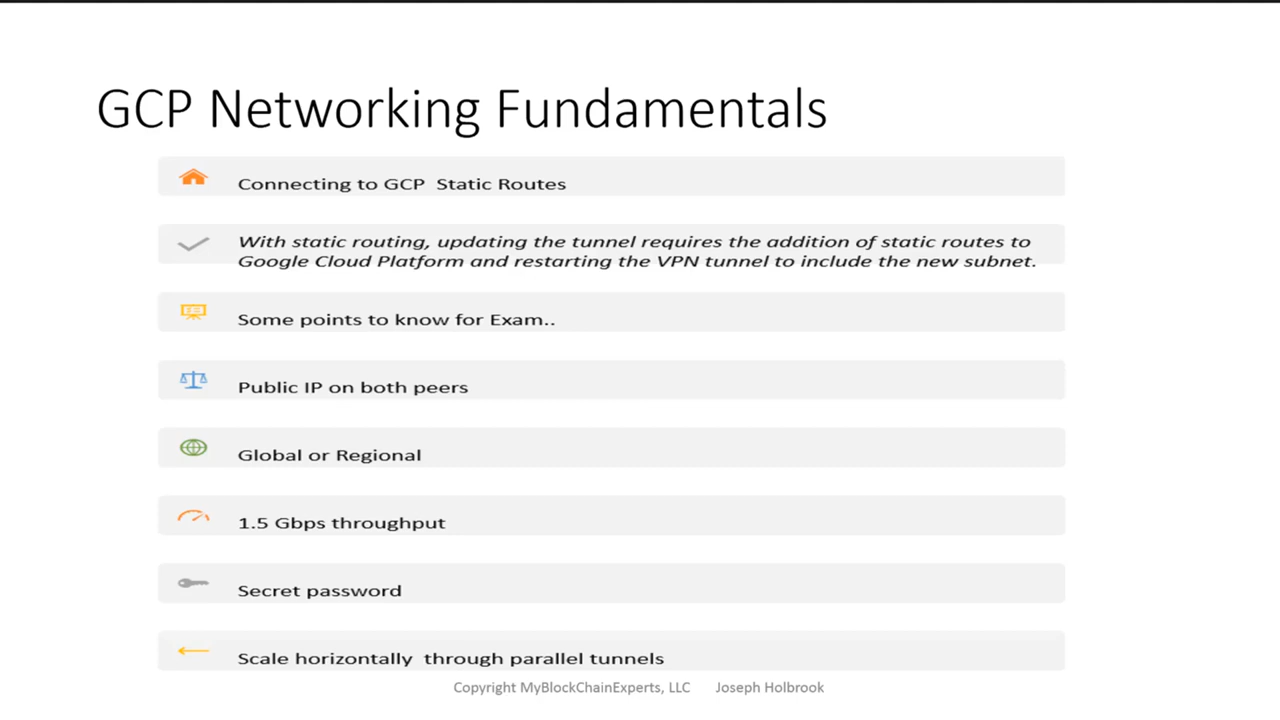 GCP Networking Fundamentals
Connecting to GCP  Static Routes
With static routing, updating the tunnel requires the addition of static routes to
Google Cloud Platform and restarting the VPN tunnel to include the new subnet.
Some points to know for Exam..
Public IP on both peers
Global or Regional
1.5 Gbps throughput
Secret password
Scale horizontally  through parallel tunnels
Copyright MyBlockChainExperts, LLC      Joseph Holbrook